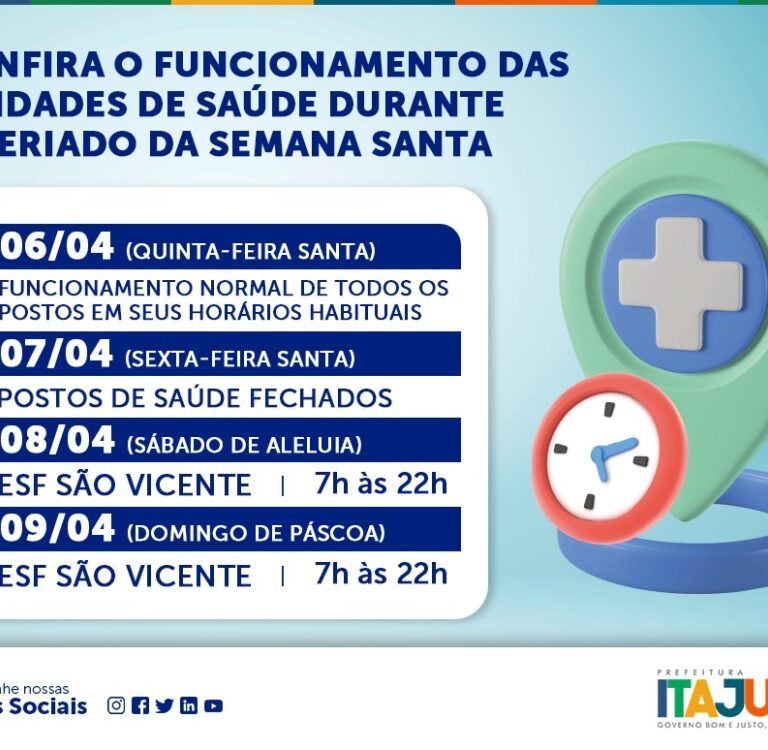 NFIRA O FUNCIONAMENTO DAS
IDADES DE SAÚDE DURANTE
ERIADO DA SEMANA SANTA
06/04 (QUINTA-FEIRA SANTA)
FUNCIONAMENTO NORMAL DE TODOS OS
POSTOS EM SEUS HORÁRIOS HABITUAIS
07/04 (SEXTA-FEIRA SANTA)
POSTOS DE SAÚDE FECHADOS
08/04 (SÁBADO DE ALELUIA)
ESF SÃO VICENTE | 7h às 22h
09/04 (DOMINGO DE PÁSCOA)
ESF SÃO VICENTE | 7h às 22h
he nossas
s Sociais
PREFEITURA
ITAJU
GOVERNO BOM E JUSTO,